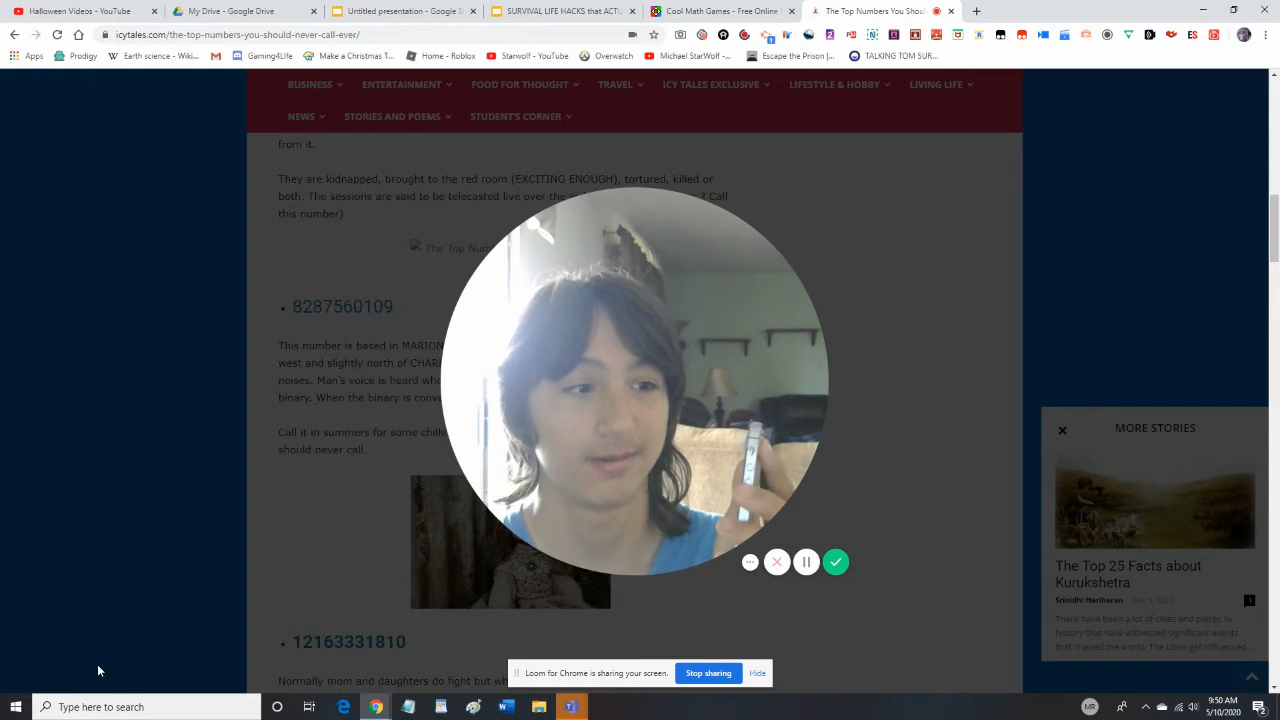 Halloween Videos - YouTube
My Drive - Google Drive
Untitled presentation - Google S
SURVIVAL LIFE HACKS that ACTU
Cool Math Games - Free Online
The Top Numbers You Shoul
icytales.com/the-top-numbers-you-should-never-call-ever/
Apps Prodigy Earth science - Wiki... Gaming4Life Make a Christmas T... Home - Roblox Starwolf - YouTube Overwatch Michael StarWolf -... Escape the Prison |... TALKING TOM SUR...
BUSINESS ENTERTAINMENT FOOD FOR THOUGHT TRAVEL ICY TALES EXCLUSIVE LIFESTYLE & HOBBY LIVING LIFE
NEWS STORIES AND POEMS STUDENT'S CORNER
from it.
They are kidnapped, brought to the red room (EXCITING ENOUGH), tortured, killed or
both. The sessions are said to be telecasted live over the ? Call
this number)
The Top Num
• 8287560109
This number is based in MARION
west and slightly north of CHAR
noises. Man's voice is heard who
binary. When the binary is conve
Call it in summers for some chillin
should never call.
• 12163331810
Normally mom and daughters do fight but wh
MORE STORIES
The Top 25 Facts about
Kurukshetra
Srinidhi Hariharan - May 9, 2020 1
There have been a lot of cities and places in
history that have witnessed significant events
that shaped the world. The cities get influenced...
Loom for Chrome is sharing your screen. Stop sharing Hide
Type here to search
MR
9:50 AM
5/10/2020
2